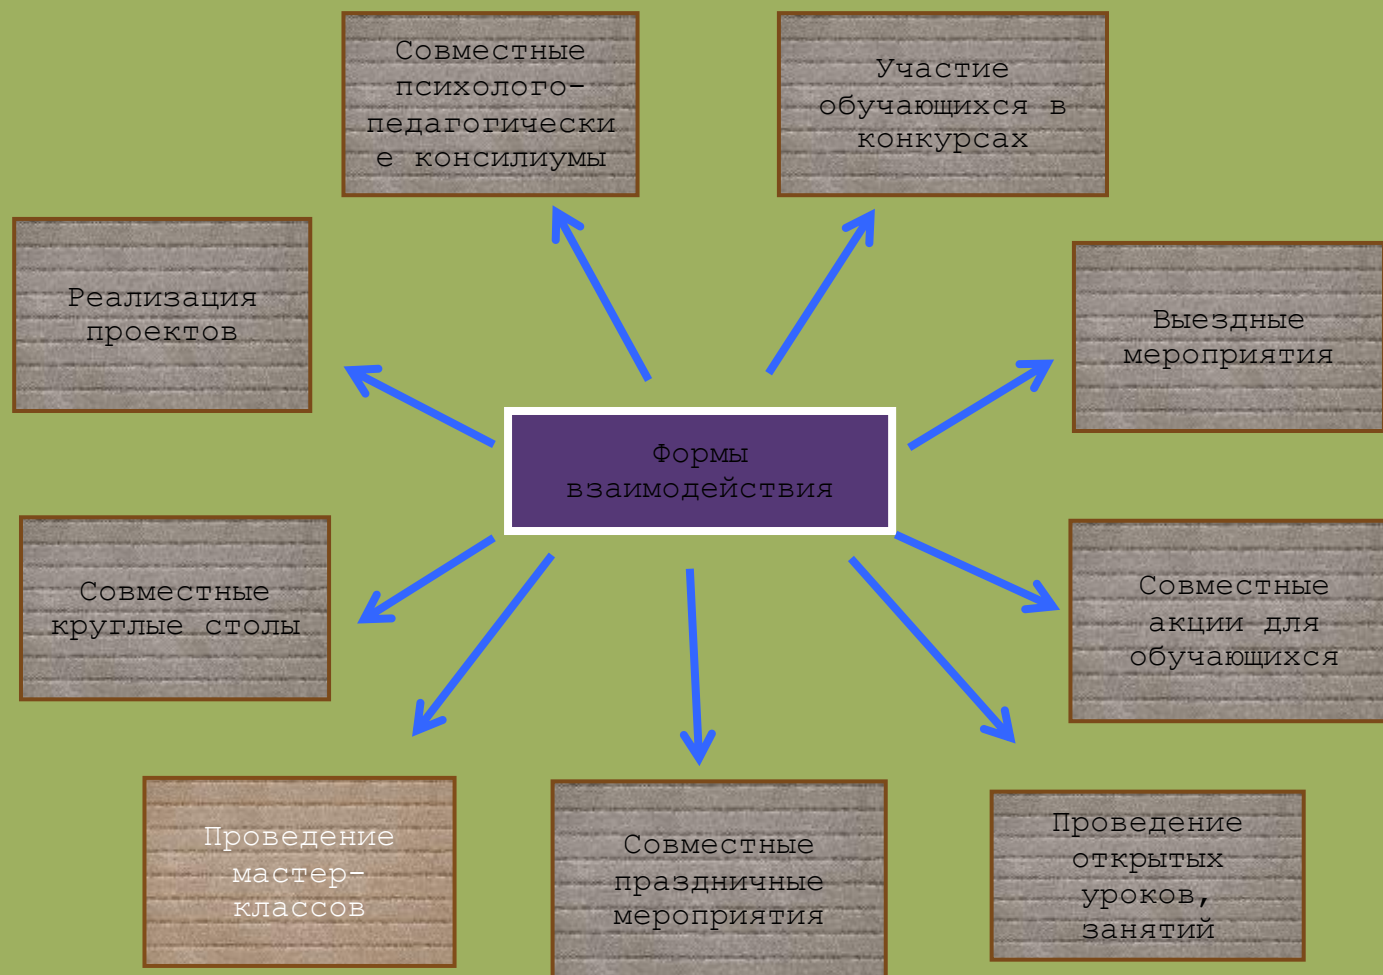 Совместные
психолого-
педагогически
е консилиумы
Участие
обучающихся в
конкурсах
Реализация
проектов
Выездные
мероприятия
Формы
взаимодействия
Совместные
круглые столы
Совместные
акции для
обучающихся
Проведение
мастер-
классов
Совместные
праздничные
мероприятия
Проведение
открытых
уроков,
занятий